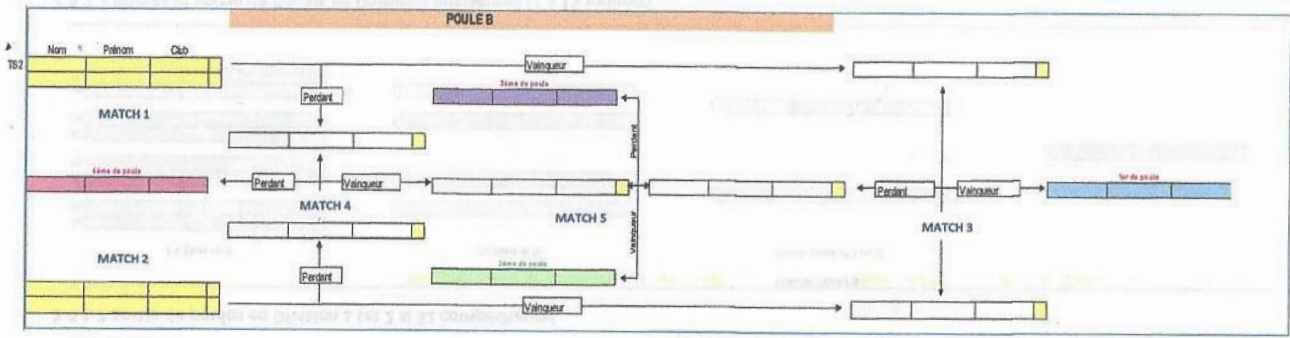 POULE B
Nom Prénom Club
TS2
Vainqueur
3ème de poule
Perdant
MATCH 1
Perdant
4ème de poule
Perdant Vainqueur
Perdant Vainqueur
1er de poule
MATCH 4
MATCH 5
MATCH 3
Vainqueur
MATCH 2
Perdant
2ème de poule
Vainqueur